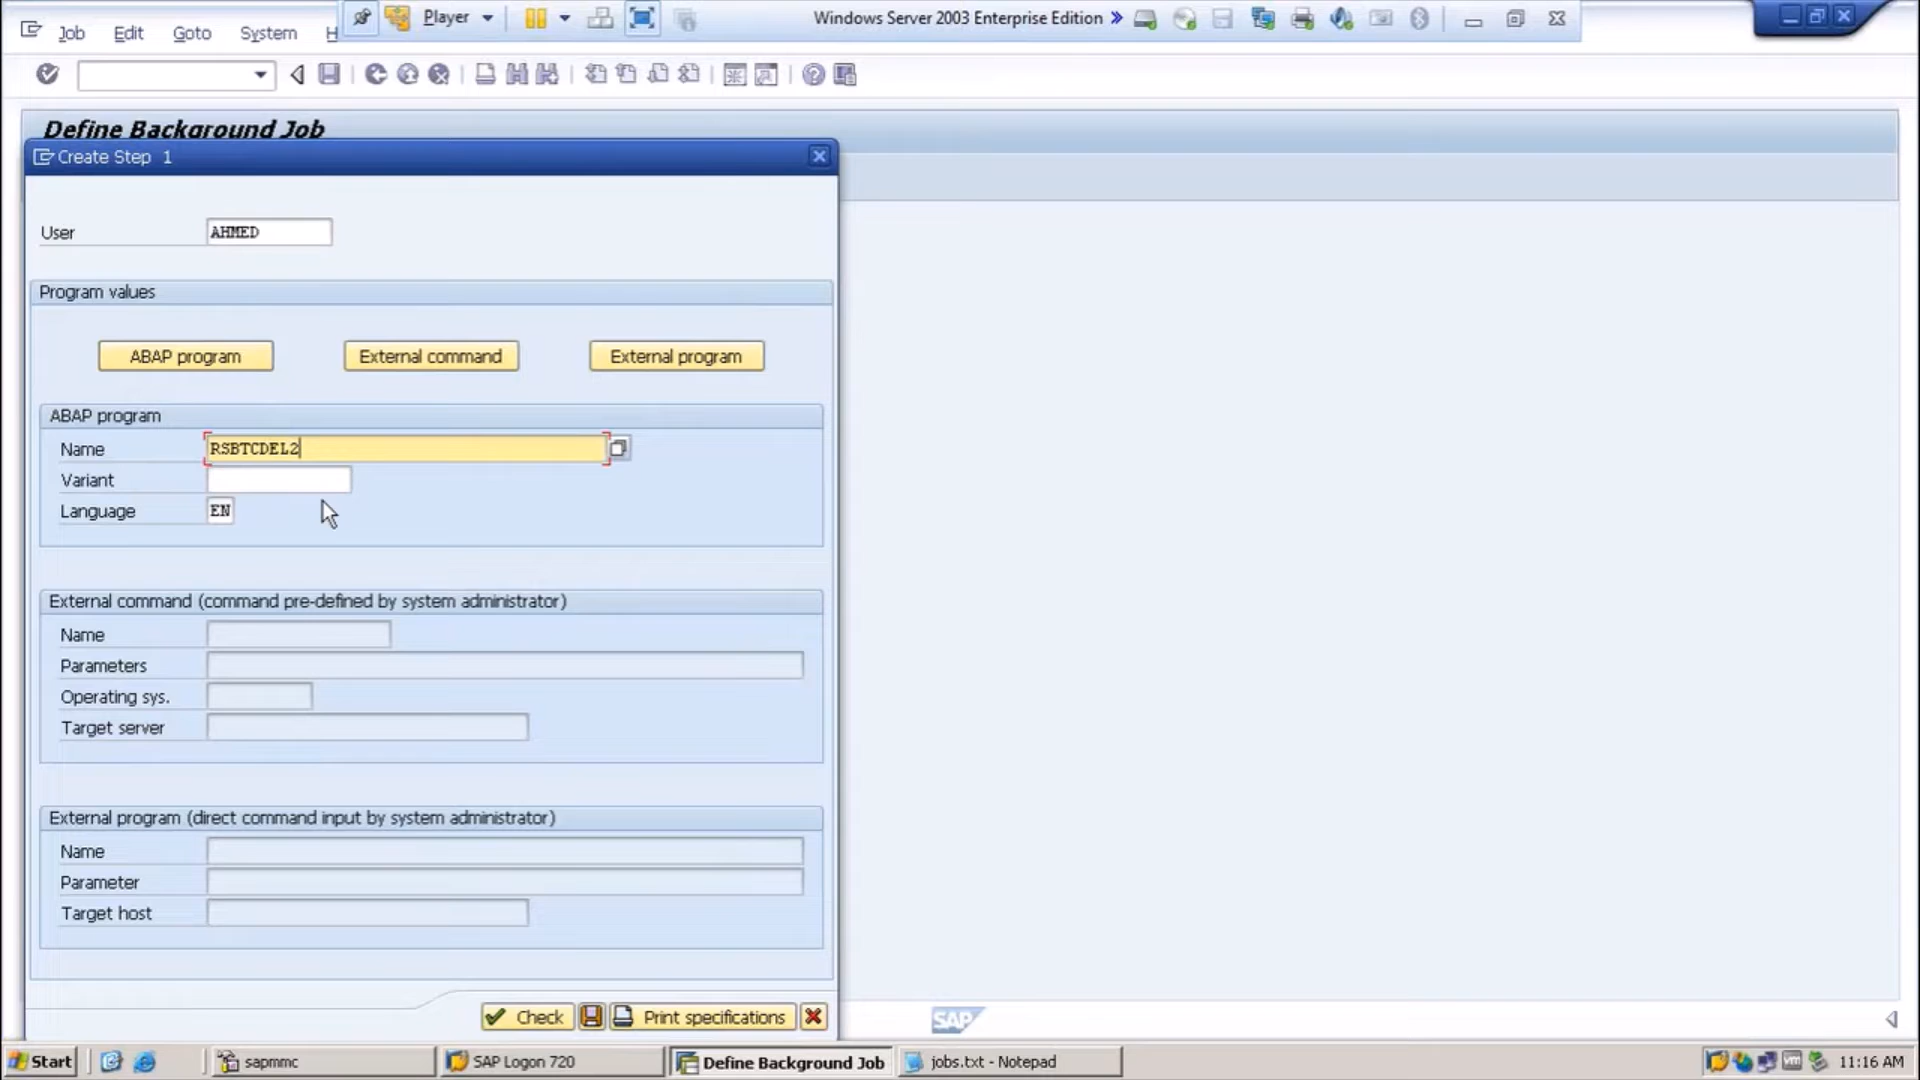 Player
Windows Server 2003 Enterprise Edition
Job Edit Goto System H
Define Background Job
Create Step 1
User AHMED
Program values
ABAP program External command External program
ABAP program
Name RSBTCDEL2
Variant
Language EN
External command (command pre-defined by system administrator)
Name
Parameters
Operating sys.
Target server
External program (direct command input by system administrator)
Name
Parameter
Target host
Check Print specifications
SAP
Start sapmmc SAP Logon 720 Define Background Job jobs.txt - Notepad vm 11:16 AM